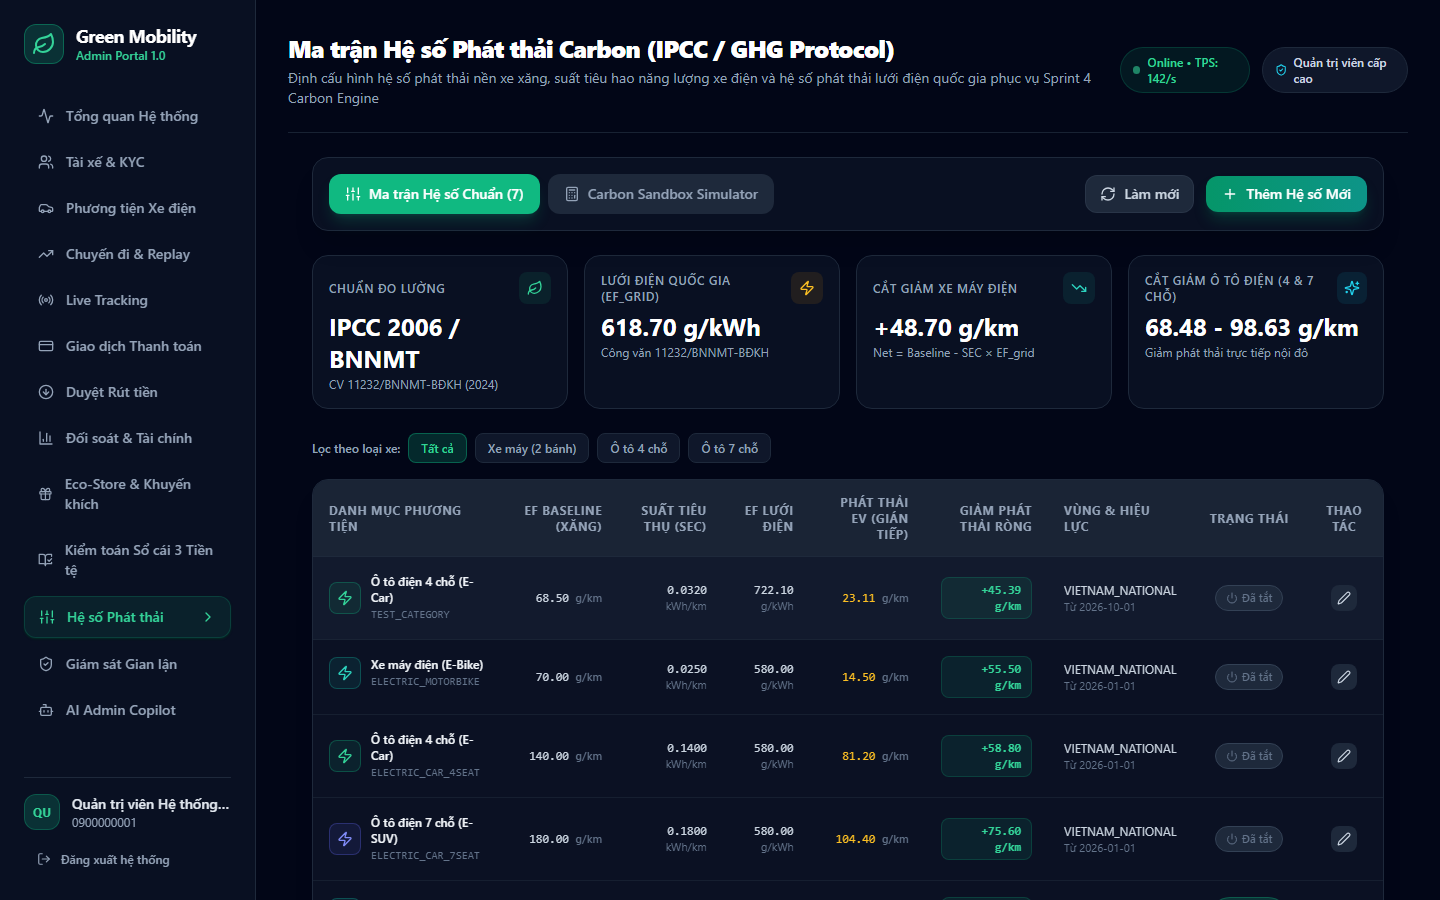 Green Mobility
Admin Portal 1.0
Tổng quan Hệ thống
Tài xế & KYC
Phương tiện Xe điện
Chuyến đi & Replay
Live Tracking
Giao dịch Thanh toán
Duyệt Rút tiền
Đối soát & Tài chính
Eco-Store & Khuyến
khích
Kiểm toán Sổ cái 3 Tiền
tệ
Hệ số Phát thải
Giám sát Gian lận
AI Admin Copilot
QU
Quản trị viên Hệ thống...
0900000001
Đăng xuất hệ thống
Ma trận Hệ số Phát thải Carbon (IPCC / GHG Protocol)
Định cấu hình hệ số phát thải nền xe xăng, suất tiêu hao năng lượng xe điện và hệ số phát thải lưới điện quốc gia phục vụ Sprint 4
Carbon Engine
Online • TPS:
142/s
Quản trị viên cấp
cao
Ma trận Hệ số Chuẩn (7)
Carbon Sandbox Simulator
Làm mới
Thêm Hệ số Mới
CHUẨN ĐO LƯỜNG
IPCC 2006 /
BNNMT
CV 11232/BNNMT-BĐKH (2024)
LƯỚI ĐIỆN QUỐC GIA
(EF_GRID)
618.70 g/kWh
Công văn 11232/BNNMT-BĐKH
CẮT GIẢM XE MÁY ĐIỆN
+48.70 g/km
Net = Baseline - SEC × EF_grid
CẮT GIẢM Ô TÔ ĐIỆN (4 & 7
CHỖ)
68.48 - 98.63 g/km
Giảm phát thải trực tiếp nội đô
Lọc theo loại xe:
Tất cả
Xe máy (2 bánh)
Ô tô 4 chỗ
Ô tô 7 chỗ
DANH MỤC PHƯƠNG
TIỆN
EF BASELINE
(XĂNG)
SUẤT TIÊU
THỤ (SEC)
EF LƯỚI
ĐIỆN
PHÁT THẢI
EV (GIÁN
TIẾP)
GIẢM PHÁT
THẢI RÒNG
VÙNG & HIỆU
LỰC
TRẠNG THÁI
THAO
TÁC
Ô tô điện 4 chỗ (E-
Car)
TEST_CATEGORY
68.50 g/km
0.0320
kWh/km
722.10
g/kWh
23.11 g/km
+45.39
g/km
VIETNAM_NATIONAL
Từ 2026-10-01
Đã tắt
Xe máy điện (E-Bike)
ELECTRIC_MOTORBIKE
70.00 g/km
0.0250
kWh/km
580.00
g/kWh
14.50 g/km
+55.50
g/km
VIETNAM_NATIONAL
Từ 2026-01-01
Đã tắt
Ô tô điện 4 chỗ (E-
Car)
ELECTRIC_CAR_4SEAT
140.00 g/km
0.1400
kWh/km
580.00
g/kWh
81.20 g/km
+58.80
g/km
VIETNAM_NATIONAL
Từ 2026-01-01
Đã tắt
Ô tô điện 7 chỗ (E-
SUV)
ELECTRIC_CAR_7SEAT
180.00 g/km
0.1800
kWh/km
580.00
g/kWh
104.40 g/km
+75.60
g/km
VIETNAM_NATIONAL
Từ 2026-01-01
Đã tắt